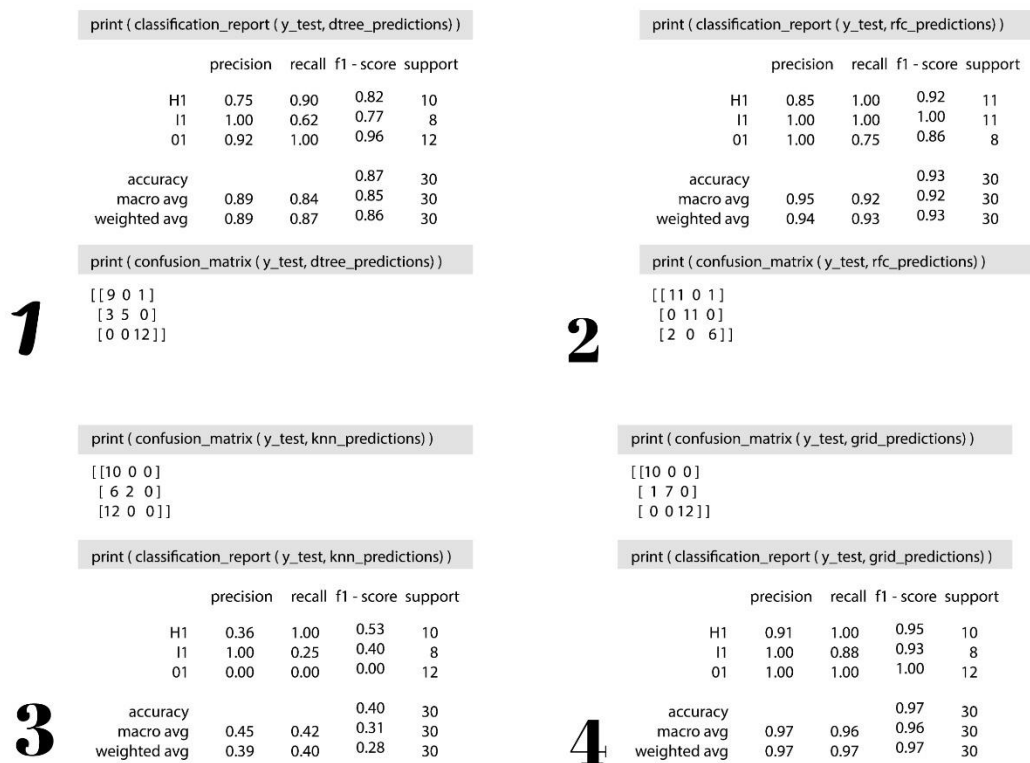 print ( classification_report ( y_test, dtree_predictions) )
precision recall f1 - score support
H1 0.75 0.90 0.82 10
I1 1.00 0.62 0.77 8
01 0.92 1.00 0.96 12
accuracy 0.87 30
macro avg 0.89 0.84 0.85 30
weighted avg 0.89 0.87 0.86 30
print ( confusion_matrix ( y_test, dtree_predictions) )
[ [ 9 0 1 ]
[ 3 5 0 ]
[ 0 0 12 ] ]
1
print ( classification_report ( y_test, rfc_predictions) )
precision recall f1 - score support
H1 0.85 1.00 0.92 11
I1 1.00 1.00 1.00 11
01 1.00 0.75 0.86 8
accuracy 0.93 30
macro avg 0.95 0.92 0.92 30
weighted avg 0.94 0.93 0.93 30
print ( confusion_matrix ( y_test, rfc_predictions) )
[ [ 11 0 1 ]
[ 0 11 0 ]
[ 2 0 6 ] ]
2
print ( confusion_matrix ( y_test, knn_predictions) )
[ [10 0 0 ]
[ 6 2 0 ]
[12 0 0 ] ]
print ( classification_report ( y_test, knn_predictions) )
precision recall f1 - score support
H1 0.36 1.00 0.53 10
I1 1.00 0.25 0.40 8
01 0.00 0.00 0.00 12
accuracy 0.40 30
macro avg 0.45 0.42 0.31 30
weighted avg 0.39 0.40 0.28 30
3
print ( confusion_matrix ( y_test, grid_predictions) )
[ [10 0 0 ]
[ 1 7 0 ]
[ 0 0 12 ] ]
print ( classification_report ( y_test, grid_predictions) )
precision recall f1 - score support
H1 0.91 1.00 0.95 10
I1 1.00 0.88 0.93 8
01 1.00 1.00 1.00 12
accuracy 0.97 30
macro avg 0.97 0.96 0.96 30
weighted avg 0.97 0.97 0.97 30
4